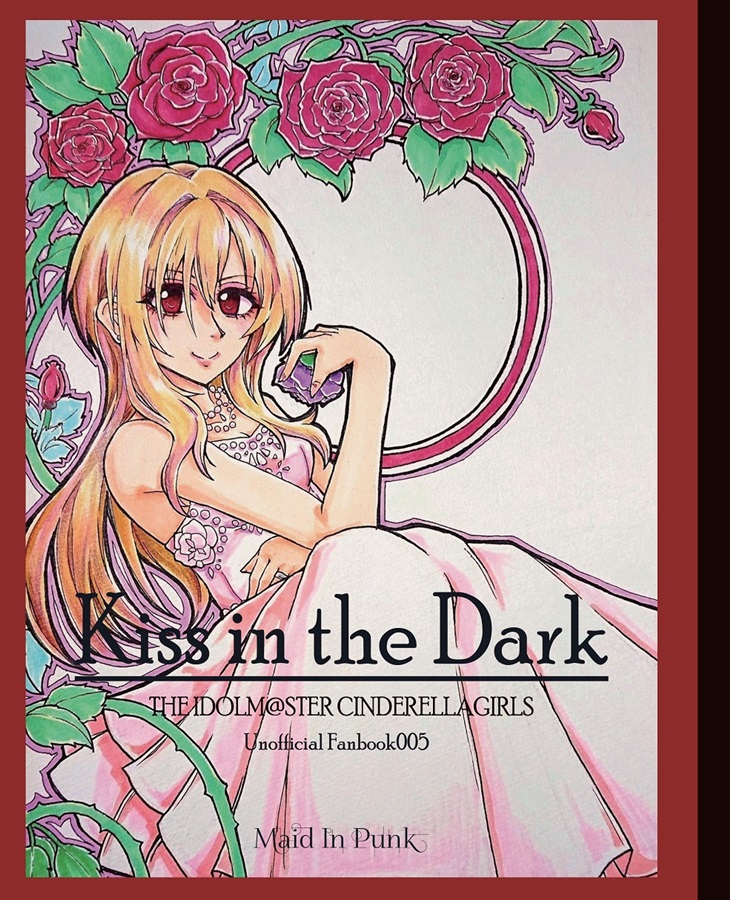 Kiss in the Dark
THE IDOLM@STER CINDERELLAGIRLS
Unofficial Fanbook005
Maid In Punk